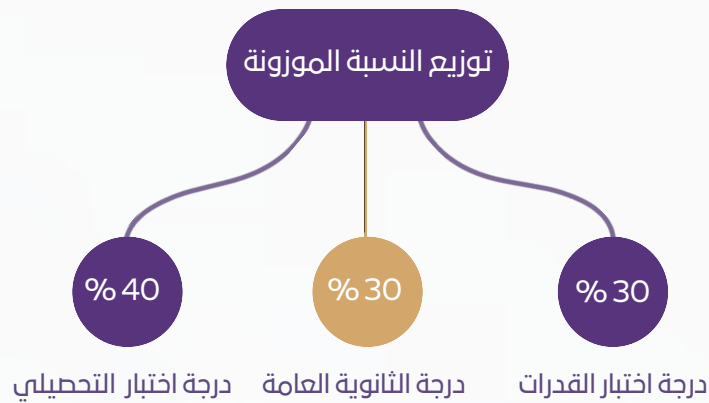 توزيع النسبة الموزونة
% 30
% 30
% 40
درجة اختبار القدرات
درجة الثانوية العامة
درجة اختبار التحصيلي